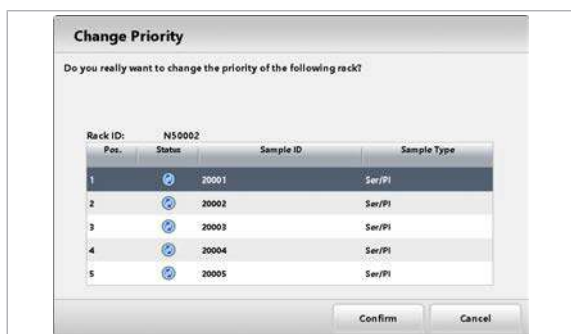 Change Priority
Do you really want to change the priority of the following rack?
Rack ID: N50002
Pos. Status Sample ID Sample Type
1 20001 Ser/Pl
2 20002 Ser/Pl
3 20003 Ser/Pl
4 20004 Ser/Pl
5 20005 Ser/Pl
Confirm Cancel